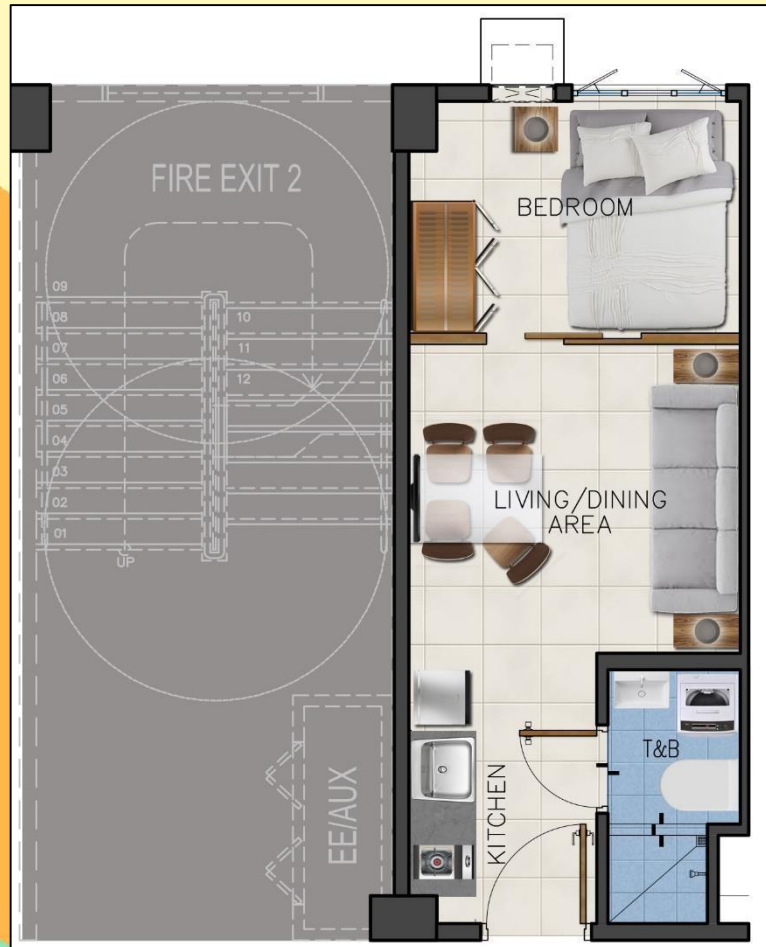 FIRE EXIT 2
BEDROOM
09
08
07
06
05
04
03
02
01
10
11
12
UP
LIVING/DINING
AREA
T&B
KITCHEN
EE/AUX